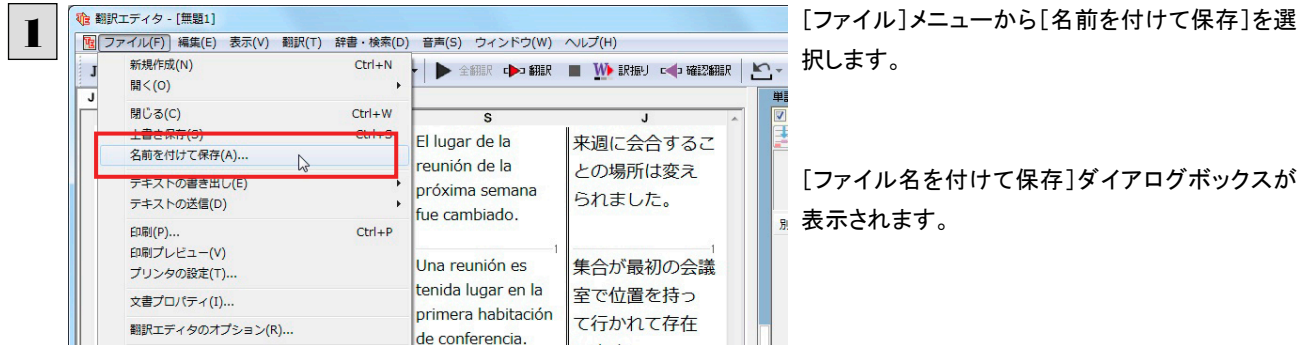 1
翻訳エディタ - [無題1]
ファイル(F) 編集(E) 表示(V) 翻訳(T) 辞書・検索(D) 音声(S) ウィンドウ(W) ヘルプ(H)
全翻訳 翻訳 訳振り 確認翻訳
新規作成(N) Ctrl+N
開く(O)
閉じる(C) Ctrl+W
上書き保存(S) Ctrl+S
名前を付けて保存(A)...
テキストの書き出し(E)
テキストの送信(D)
印刷(P)... Ctrl+P
印刷プレビュー(V)
プリンタの設定(T)...
文書プロパティ(I)...
翻訳エディタのオプション(R)...
S
El lugar de la
reunión de la
próxima semana
fue cambiado.
1
Una reunión es
tenida lugar en la
primera habitación
de conferencia.
J
来週に会合するこ
との場所は変え
られました。
1
集合が最初の会議
室で位置を持っ
て行かれて存在
[ファイル]メニューから[名前を付けて保存]を選
択します。
[ファイル名を付けて保存]ダイアログボックスが
表示されます。